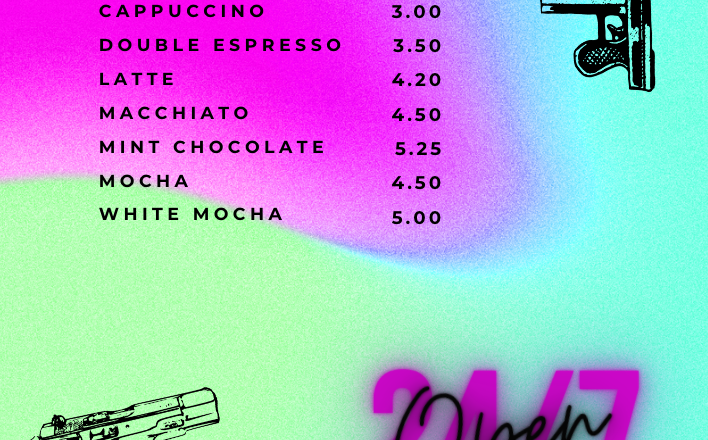 CAPPUCCINO 3.00
DOUBLE ESPRESSO 3.50
LATTE 4.20
MACCHIATO 4.50
MINT CHOCOLATE 5.25
MOCHA 4.50
WHITE MOCHA 5.00
24/7
Open